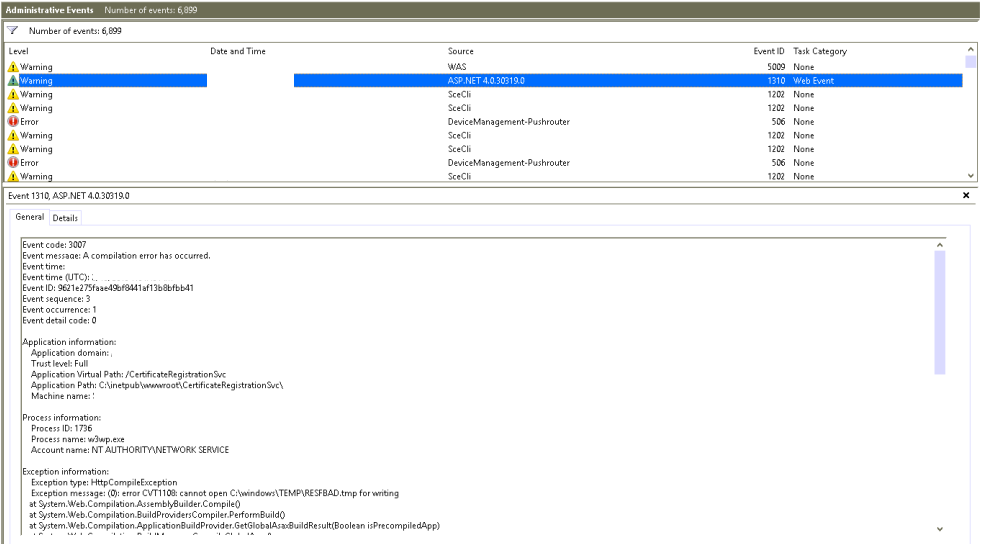 Administrative Events Number of events: 6,899
Number of events: 6,899
Level Date and Time Source Event ID Task Category
Warning WAS 5009 None
Warning ASP.NET 4.0.30319.0 1310 Web Event
Warning SceCli 1202 None
Warning SceCli 1202 None
Error DeviceManagement-Pushrouter 506 None
Warning SceCli 1202 None
Warning SceCli 1202 None
Error DeviceManagement-Pushrouter 506 None
Warning SceCli 1202 None
Event 1310, ASP.NET 4.0.30319.0
General Details
Event code: 3007
Event message: A compilation error has occurred.
Event time:
Event time (UTC):
Event ID: 9621e275faae49bf8441af13b8bfbb41
Event sequence: 3
Event occurrence: 1
Event detail code: 0
Application information:
Application domain:
Trust level: Full
Application Virtual Path: /CertificateRegistrationSvc
Application Path: C:\inetpub\wwwroot\CertificateRegistrationSvc\
Machine name:
Process information:
Process ID: 1736
Process name: w3wp.exe
Account name: NT AUTHORITY\NETWORK SERVICE
Exception information:
Exception type: HttpCompileException
Exception message: (0): error CVT1108: cannot open C:\windows\TEMP\RESFBAD.tmp for writing
at System.Web.Compilation.AssemblyBuilder.Compile()
at System.Web.Compilation.BuildProvidersCompiler.PerformBuild()
at System.Web.Compilation.ApplicationBuildProvider.GetGlobalAsaxBuildResult(Boolean isPrecompiledApp)